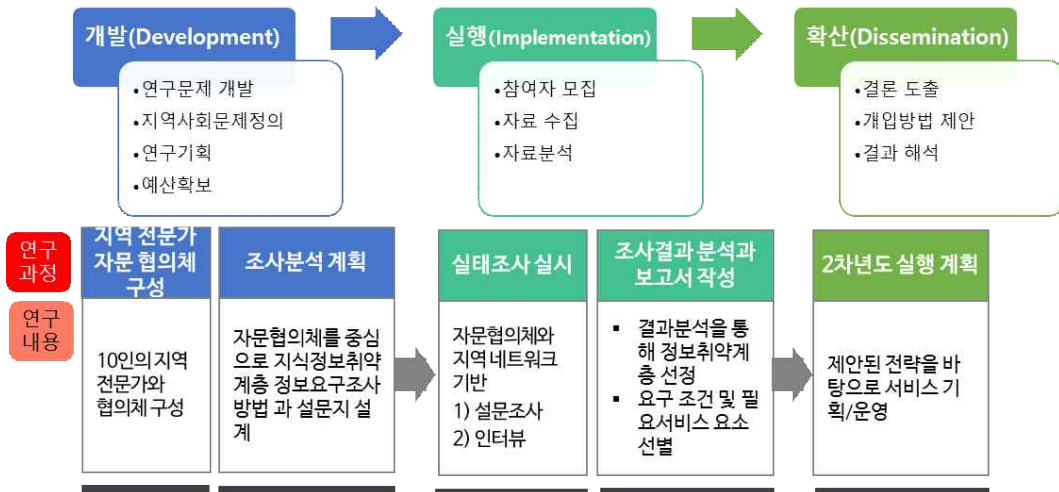 개발(Development)
실행(Implementation)
확산(Dissemination)
•연구문제 개발
•지역사회문제정의
•연구기획
•예산확보
•참여자 모집
•자료 수집
•자료분석
•결론 도출
•개입방법 제안
•결과 해석
연구
과정
지역 전문가
자문 협의체
구성
조사분석 계획
실태조사 실시
조사결과 분석과
보고서 작성
2차년도 실행 계획
연구
내용
10인의 지역
전문가와
협의체 구성
자문협의체를 중심
으로 지식정보취약
계층 정보요구조사
방법 과 설문지 설
계
자문협의체와
지역 네트워크
기반
1) 설문조사
2) 인터뷰
▪ 결과분석을 통
해 정보취약계
층 선정
▪ 요구 조건 및 필
요서비스 요소
선별
제안된 전략을 바
탕으로 서비스 기
획/운영